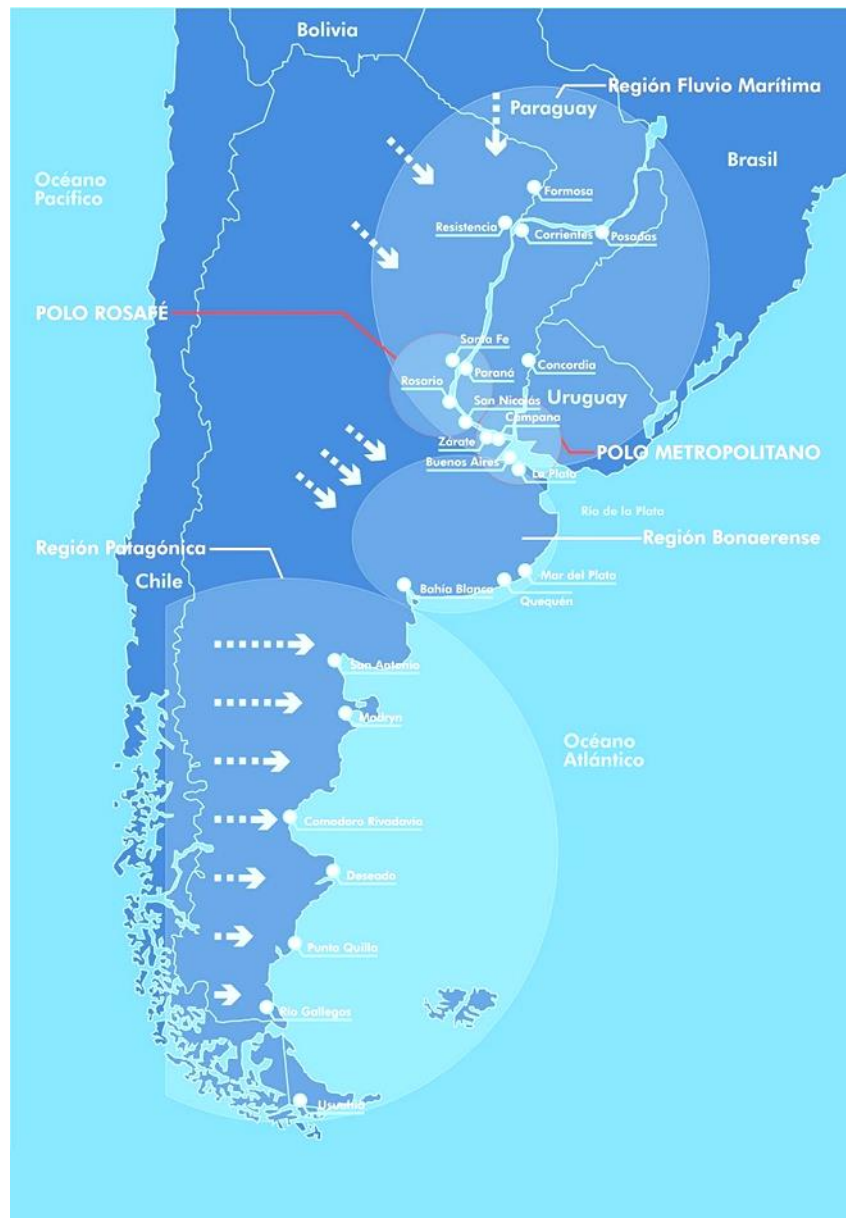 Bolivia
Región Fluvio Marítima
Paraguay
Brasil
Océano
Pacífico
Formosa
Resistencia
Corrientes
Posadas
POLO ROSAFÉ
Santa Fe
Concordia
Paraná
Rosario
Uruguay
San Nicolás
Campana
Zárate
POLO METROPOLITANO
Buenos Aires
La Plata
Río de la Plata
Región Bonaerense
Región Patagónica
Chile
Mar del Plata
Bahía Blanca
Quequén
San Antonio
Madryn
Océano
Atlántico
Comodoro Rivadavia
Deseado
Punta Quilla
Río Gallegos
Usuahia